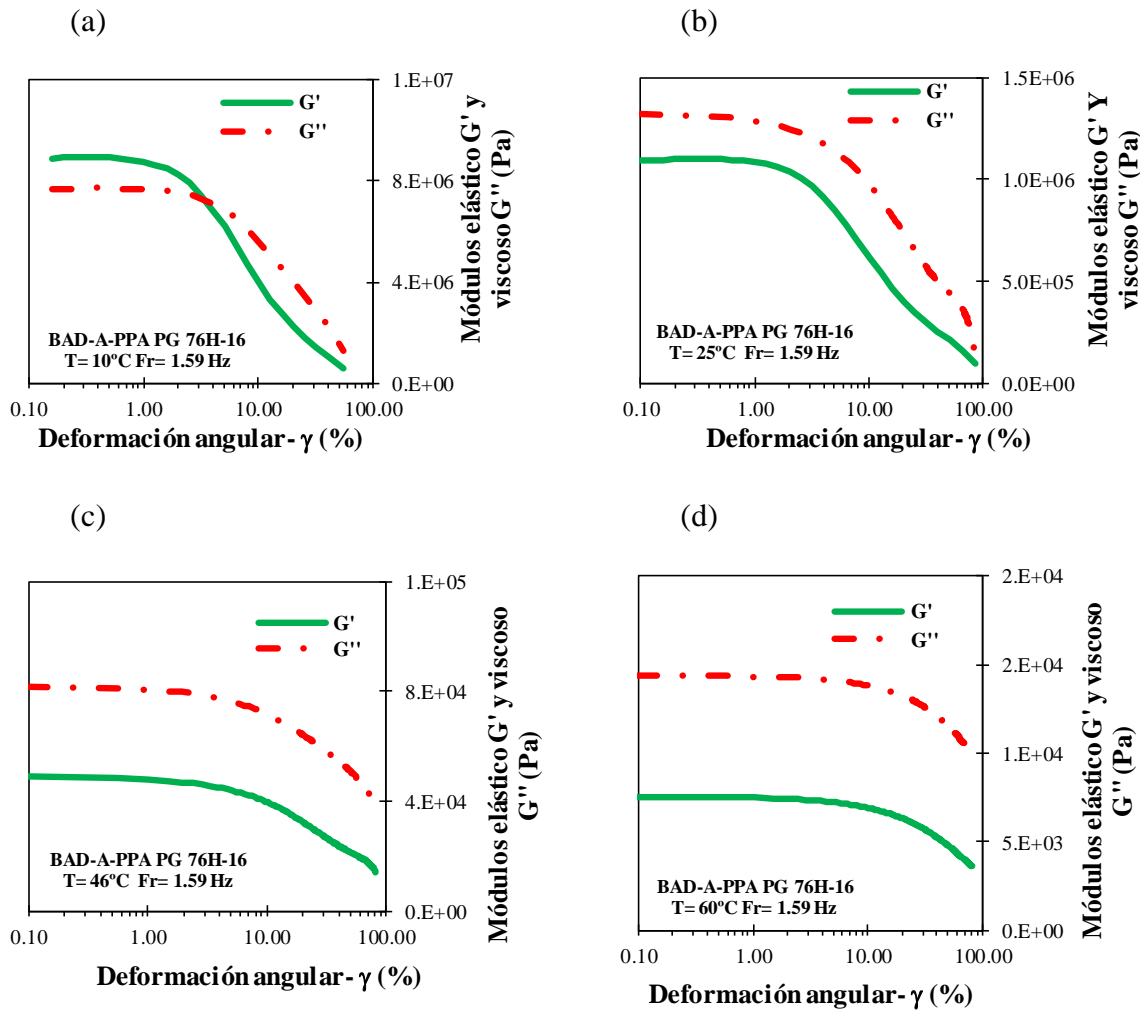 (a)
G'
G''
1.E+07
8.E+06
4.E+06
0.E+00
Módulos elástico G' y
viscoso G'' (Pa)
BAD-A-PPA PG 76H-16
T= 10ºC Fr= 1.59 Hz
0.10 1.00 10.00 100.00
Deformación angular- γ (%)
(b)
G'
G''
1.5E+06
1.0E+06
5.0E+05
0.0E+00
Módulos elástico G' Y
viscoso G'' (Pa)
BAD-A-PPA PG 76H-16
T= 25ºC Fr= 1.59 Hz
0.10 1.00 10.00 100.00
Deformación angular- γ (%)
(c)
G'
G''
1.E+05
8.E+04
4.E+04
0.E+00
Módulos elástico G' y viscoso
G'' (Pa)
BAD-A-PPA PG 76H-16
T= 46ºC Fr= 1.59 Hz
0.10 1.00 10.00 100.00
Deformación angular- γ (%)
(d)
G'
G''
2.E+04
2.E+04
1.E+04
5.E+03
0.E+00
Módulos elástico G' y viscoso
G'' (Pa)
BAD-A-PPA PG 76H-16
T= 60ºC Fr= 1.59 Hz
0.10 1.00 10.00 100.00
Deformación angular- γ (%)